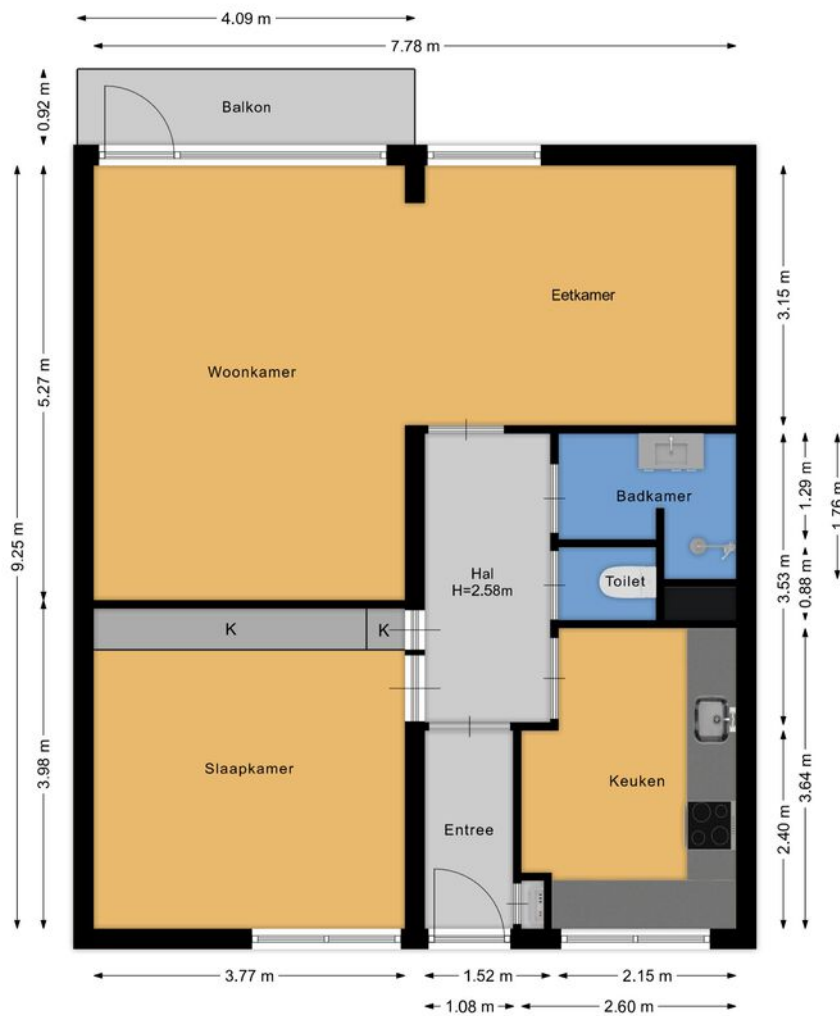 4.09 m
7.78 m
0.92 m
Balkon
Eetkamer
3.15 m
Woonkamer
5.27 m
9.25 m
Badkamer
1.29 m
1.76 m
Hal
H=2.58m
Toilet
0.88 m
3.53 m
K
K
Slaapkamer
3.98 m
Keuken
3.64 m
2.40 m
Entree
3.77 m
1.52 m
2.15 m
1.08 m
2.60 m